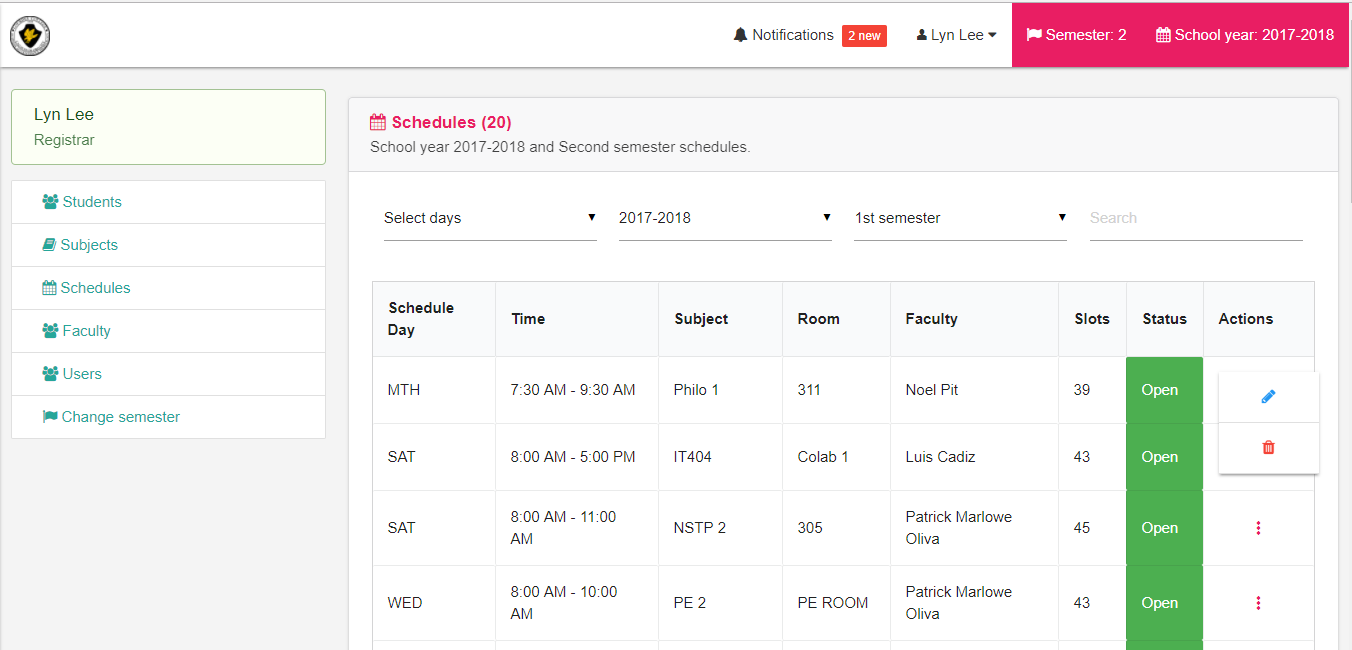 Notifications 2 new Lyn Lee Semester: 2 School year: 2017-2018
Lyn Lee
Registrar
Students
Subjects
Schedules
Faculty
Users
Change semester
Schedules (20)
School year 2017-2018 and Second semester schedules.
Select days 2017-2018 1st semester Search
Schedule Day Time Subject Room Faculty Slots Status Actions
MTH 7:30 AM - 9:30 AM Philo 1 311 Noel Pit 39 Open
SAT 8:00 AM - 5:00 PM IT404 Colab 1 Luis Cadiz 43 Open
SAT 8:00 AM - 11:00 AM NSTP 2 305 Patrick Marlowe Oliva 45 Open
WED 8:00 AM - 10:00 AM PE 2 PE ROOM Patrick Marlowe Oliva 43 Open